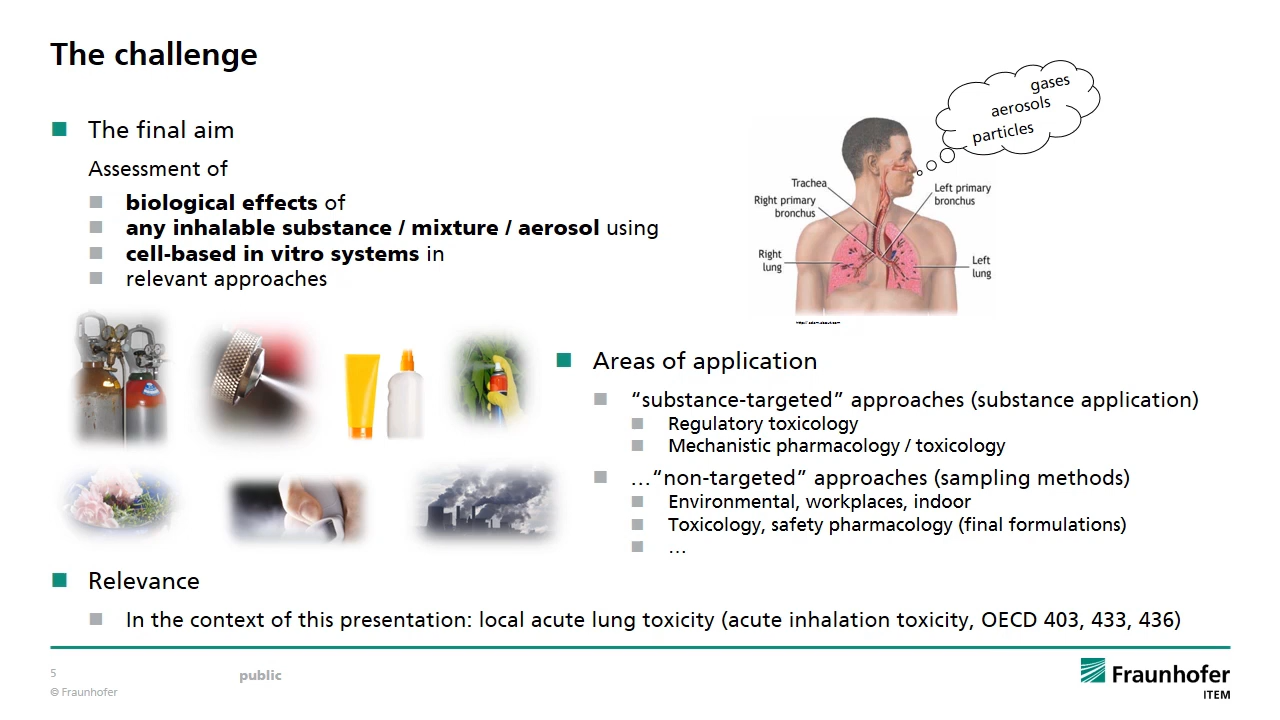 The challenge
The final aim
Assessment of
biological effects of
any inhalable substance / mixture / aerosol using
cell-based in vitro systems in
relevant approaches
gases
aerosols
particles
Trachea
Right primary
bronchus
Left primary
bronchus
Right
lung
Left
lung
Areas of application
“substance-targeted” approaches (substance application)
Regulatory toxicology
Mechanistic pharmacology / toxicology
…“non-targeted” approaches (sampling methods)
Environmental, workplaces, indoor
Toxicology, safety pharmacology (final formulations)
…
Relevance
In the context of this presentation: local acute lung toxicity (acute inhalation toxicity, OECD 403, 433, 436)
5
public
© Fraunhofer
Fraunhofer
ITEM